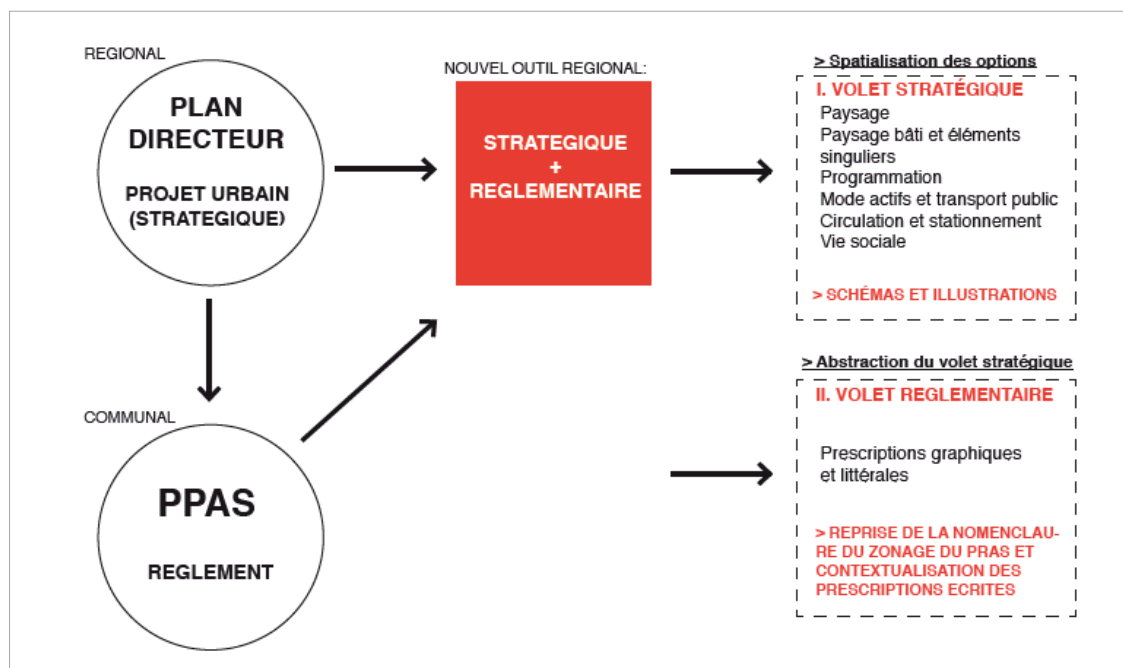 REGIONAL
PLAN
DIRECTEUR
PROJET URBAIN
(STRATEGIQUE)
COMMUNAL
PPAS
REGLEMENT
NOUVEL OUTIL REGIONAL:
STRATEGIQUE
+
REGLEMENTAIRE
> Spatialisation des options
I. VOLET STRATÉGIQUE
Paysage
Paysage bâti et éléments
singuliers
Programmation
Mode actifs et transport public
Circulation et stationnement
Vie sociale
> SCHÉMAS ET ILLUSTRATIONS
> Abstraction du volet stratégique
II. VOLET REGLEMENTAIRE
Prescriptions graphiques
et littérales
> REPRISE DE LA NOMENCLAU-
RE DU ZONAGE DU PRAS ET
CONTEXTUALISATION DES
PRESCRIPTIONS ECRITES